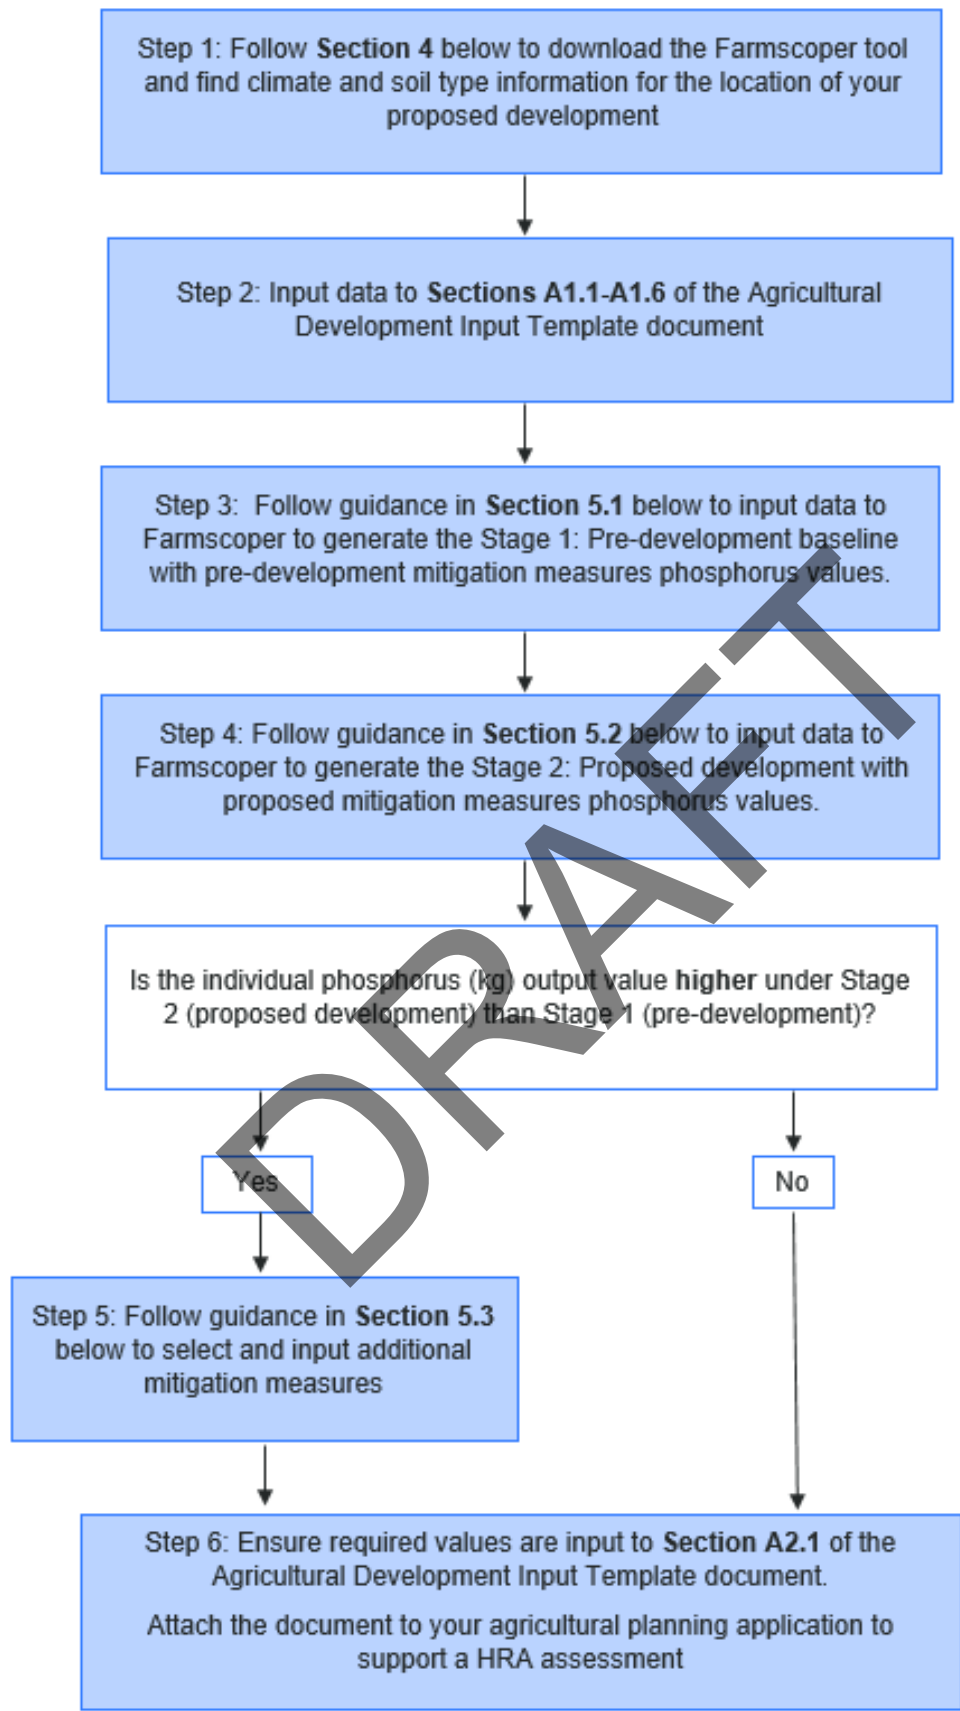 Step 1: Follow Section 4 below to download the Farmscoper tool
and find climate and soil type information for the location of your
proposed development
Step 2: Input data to Sections A1.1-A1.6 of the Agricultural
Development Input Template document
Step 3:  Follow guidance in Section 5.1 below to input data to
Farmscoper to generate the Stage 1: Pre-development baseline
with pre-development mitigation measures phosphorus values.
Step 4: Follow guidance in Section 5.2 below to input data to
Farmscoper to generate the Stage 2: Proposed development with
proposed mitigation measures phosphorus values.
Is the individual phosphorus (kg) output value higher under Stage
2 (proposed development) than Stage 1 (pre-development)?
Yes
No
Step 5: Follow guidance in Section 5.3
below to select and input additional
mitigation measures
Step 6: Ensure required values are input to Section A2.1 of the
Agricultural Development Input Template document.
Attach the document to your agricultural planning application to
support a HRA assessment
DRAFT